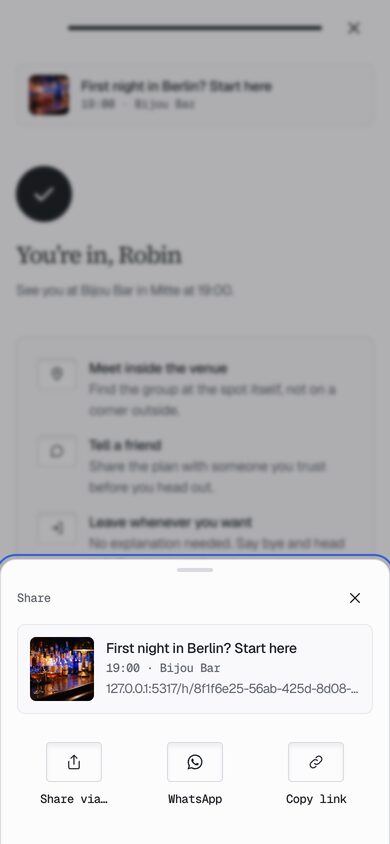 First night in Berlin? Start here
19:00 · Bijou Bar
You're in, Robin
See you at Bijou Bar in Mitte at 19:00.
Meet inside the venue
Find the group at the spot itself, not on a
corner outside.
Tell a friend
Share the plan with someone you trust
before you head out.
Leave whenever you want
No explanation needed. Say bye and head
Share
First night in Berlin? Start here
19:00 · Bijou Bar
127.0.0.1:5317/h/8f1f6e25-56ab-425d-8d08-...
Share via…
WhatsApp
Copy link